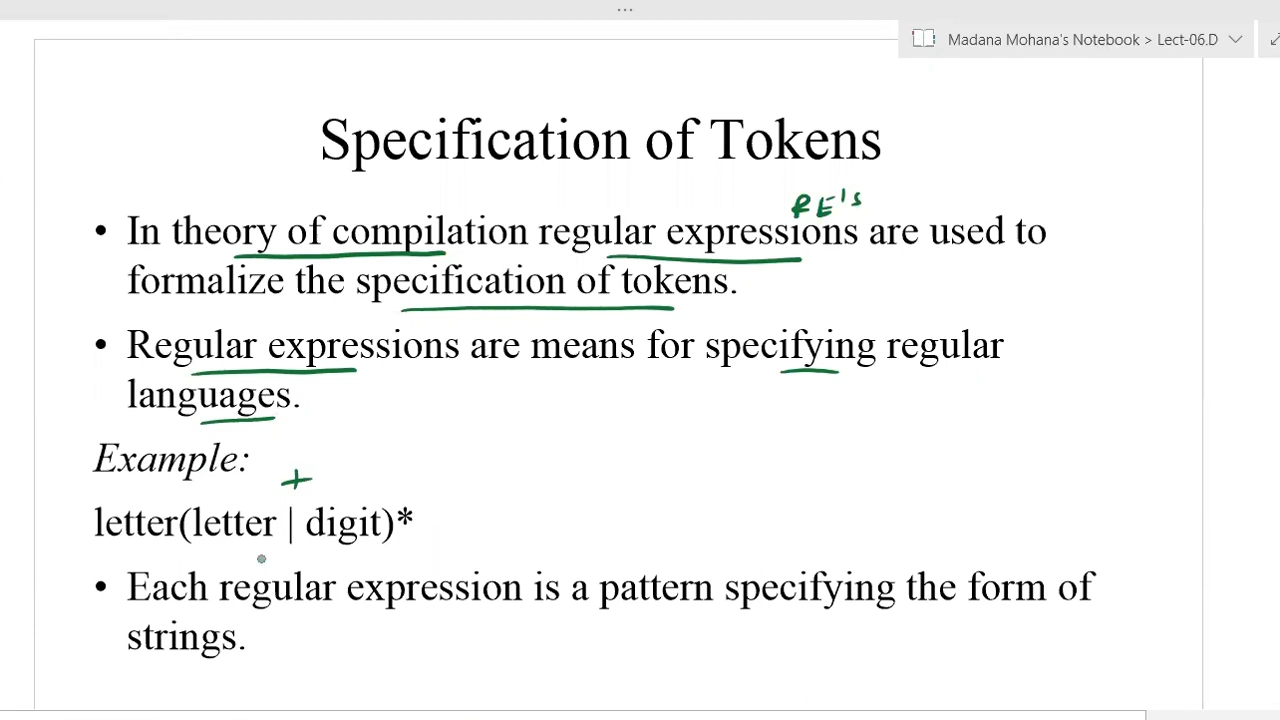 ...
Madana Mohana's Notebook > Lect-06.D
Specification of Tokens
RE's
• In theory of compilation regular expressions are used to
formalize the specification of tokens.
• Regular expressions are means for specifying regular
languages.
Example:
+
letter(letter | digit)*
• Each regular expression is a pattern specifying the form of
strings.